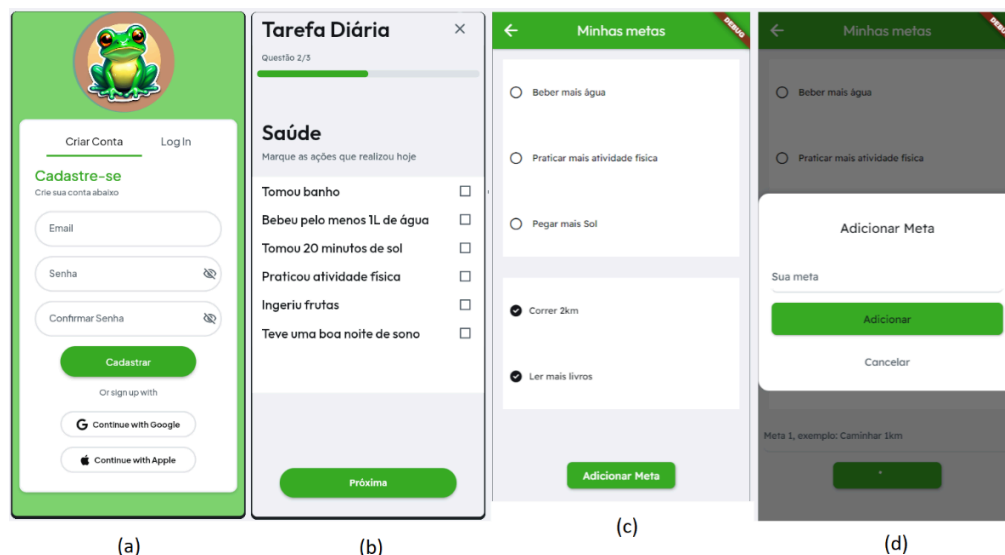 Criar Conta
Log In
Cadastre-se
Crie sua conta abaixo
Email
Senha
Confirmar Senha
Cadastrar
Or sign up with
Continue with Google
Continue with Apple
(a)
Tarefa Diária
Questão 2/3
Saúde
Marque as ações que realizou hoje
Tomou banho
Bebeu pelo menos 1L de água
Tomou 20 minutos de sol
Praticou atividade física
Ingeriu frutas
Teve uma boa noite de sono
Próxima
(b)
Minhas metas
DEBUG
Beber mais água
Praticar mais atividade física
Pegar mais Sol
Correr 2km
Ler mais livros
Adicionar Meta
(c)
Minhas metas
Beber mais água
Praticar mais atividade física
Adicionar Meta
Sua meta
Adicionar
Cancelar
Meta 1, exemplo: Caminhar 1km
(d)